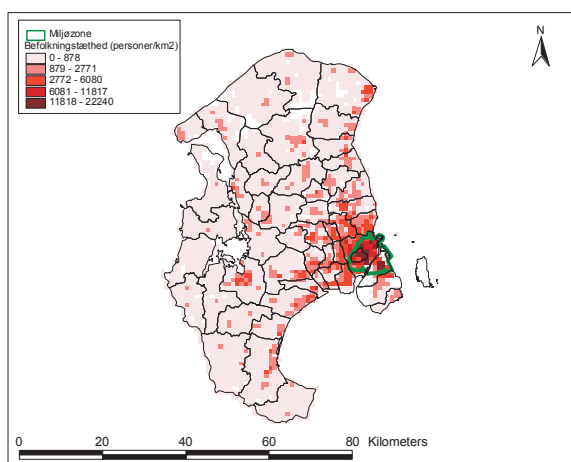 Miljøzone
Befolkningstæthed (personer/km2)
0 - 878
879 - 2771
2772 - 6080
6081 - 11817
11818 - 22240
N
0 20 40 60 80 Kilometers